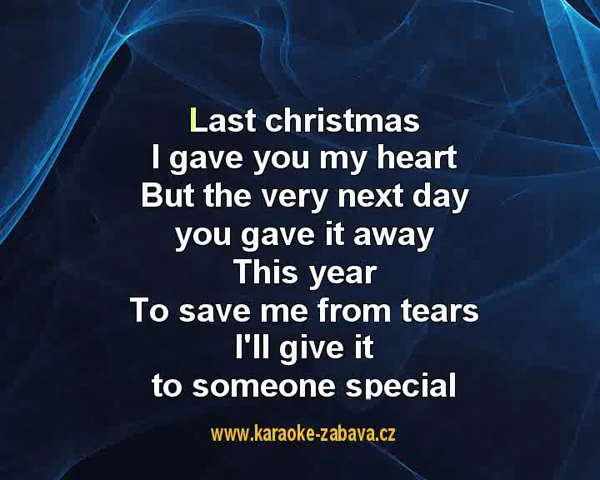 Last christmas
I gave you my heart
But the very next day
you gave it away
This year
To save me from tears
I'll give it
to someone special
www.karaoke-zabava.cz